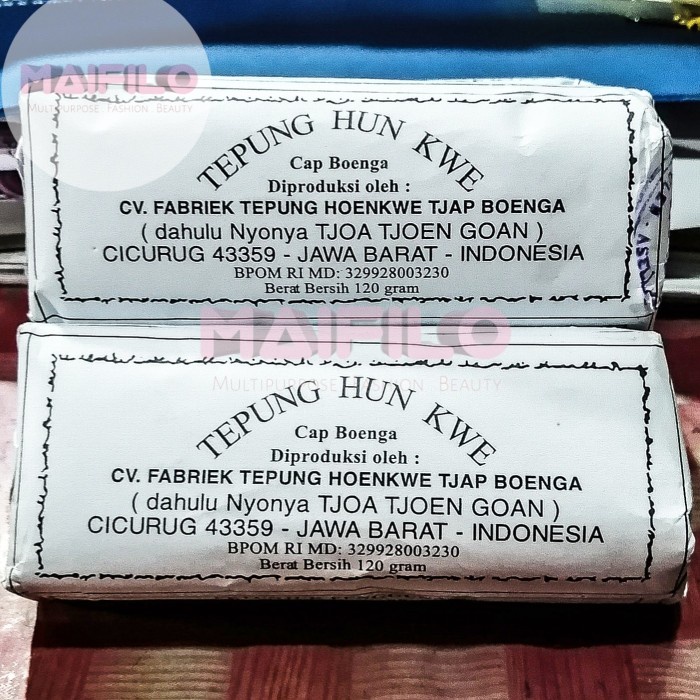 MAIFILO
MULTIPURPOSE FASHION BEAUTY
TEPUNG HUN KWE
Cap Boenga
Diproduksi oleh :
CV. FABRIEK TEPUNG HOENKWE TJAP BOENGA
( dahulu Nyonya TJOA TJOEN GOAN )
CICURUG 43359 - JAWA BARAT - INDONESIA
BPOM RI MD: 329928003230
Berat Bersih 120 gram
MAIFILO
MULTIPURPOSE FASHION BEAUTY
TEPUNG HUN KWE
Cap Boenga
Diproduksi oleh :
CV. FABRIEK TEPUNG HOENKWE TJAP BOENGA
( dahulu Nyonya TJOA TJOEN GOAN )
CICURUG 43359 - JAWA BARAT - INDONESIA
BPOM RI MD: 329928003230
Berat Bersih 120 gram